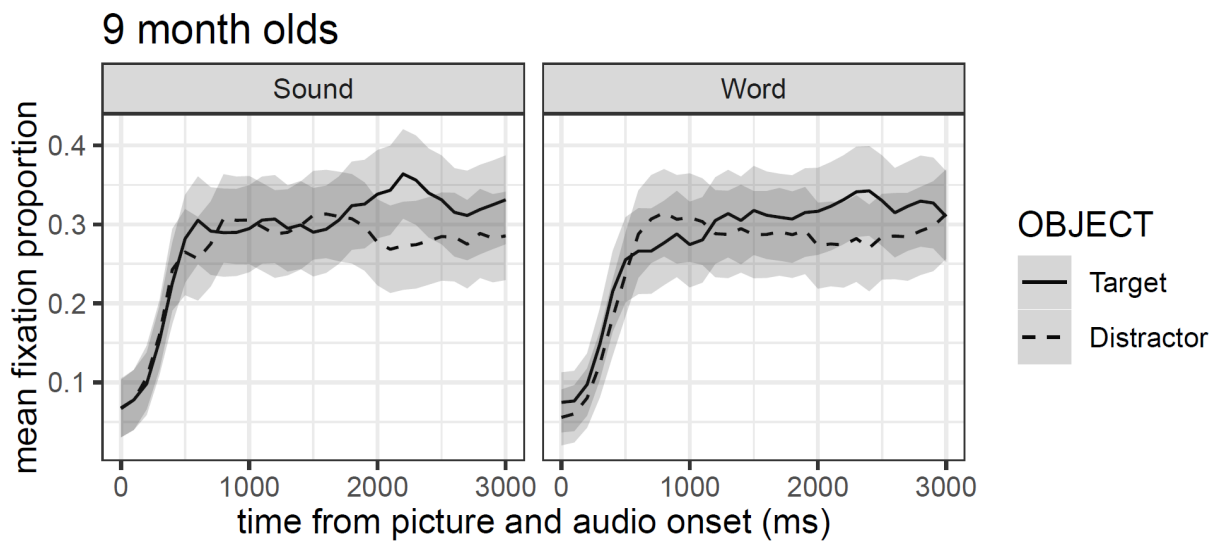 9 month olds
Sound
Word
mean fixation proportion
0.4
0.3
0.2
0.1
0 1000 2000 3000
0 1000 2000 3000
time from picture and audio onset (ms)
OBJECT
Target
Distractor